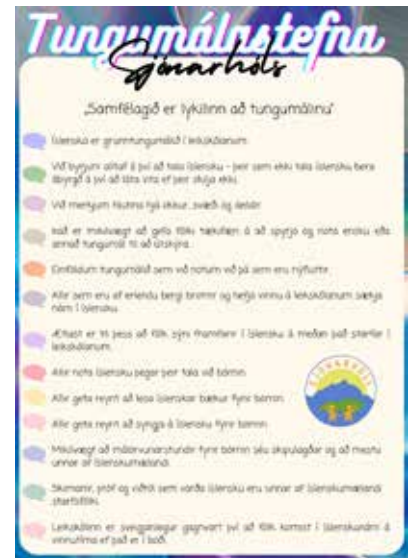 Tungumálastefna
Sjónarhóls
„Samfélagið er lykilinn að tungumálinu"
Íslenska er grunntungumálið í leikskólanum.
Við byrjum alltaf á því að tala íslensku - þeir sem ekki tala íslensku bera
ábyrgð á því að láta vita ef þeir skilja ekki.
Við merkjum hlutina hjá okkur, svæði og deildir.
Það er mikilvægt að gefa fólki tækifæri á að spyrja og nota ensku eða
annað tungumál til að útskýra.
Einföldum tungumálið sem við notum við þá sem eru nýfluttir.
Allir sem eru af erlendu bergi brotnir og hefja vinnu á leikskólanum sækja
nám í íslensku.
Ætlast er til þess að fólk sýni framfarir í íslensku á meðan það starfar í
leikskólanum.
Allir nota íslensku þegar þeir tala við börnin.
Allir geta reynt að lesa íslenskar bækur fyrir börnin.
Allir geta reynt að syngja á íslensku fyrir börnin.
Mikilvægt að málörvunarstundir fyrir börnin séu skipulagðar og að mestu
unnar af íslenskumælandi.
Skimanir, próf og viðtöl sem varða íslensku eru unnar af íslenskumælandi
starfsfólki.
Leikskólinn er sveigjanlegur gagnvart því að fólk komist í íslenskunám á
vinnutíma ef það er í boði.
SJÓNARHÓLL